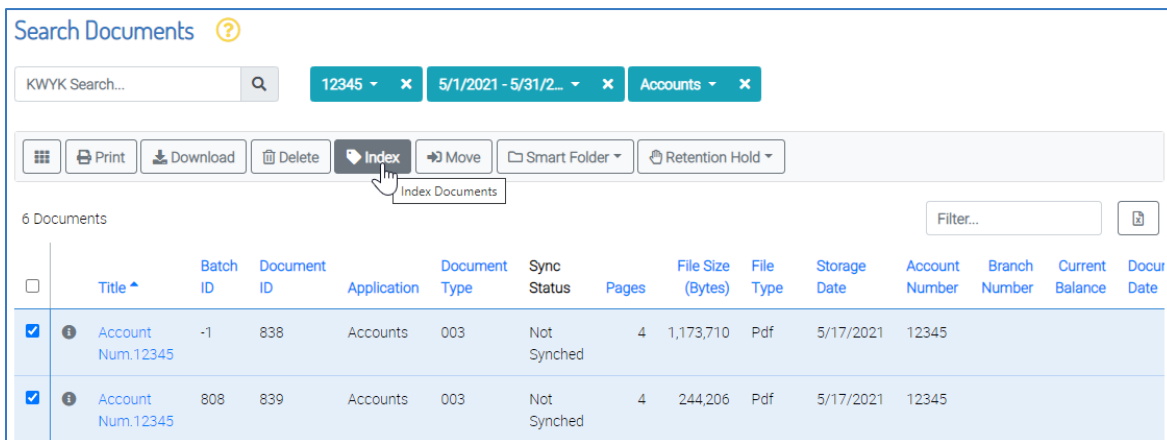 Search Documents ?
KWYK Search... 12345 5/1/2021 - 5/31/2... Accounts
Print Download Delete Index Move Smart Folder Retention Hold
Index Documents
6 Documents Filter...
Batch Document Document Sync File Size File Storage Account Branch Current Docur
Title ID ID Application Type Status Pages (Bytes) Type Date Number Number Balance Date
Account -1 838 Accounts 003 Not 4 1,173,710 Pdf 5/17/2021 12345
Num.12345 Synched
Account 808 839 Accounts 003 Not 4 244,206 Pdf 5/17/2021 12345
Num.12345 Synched